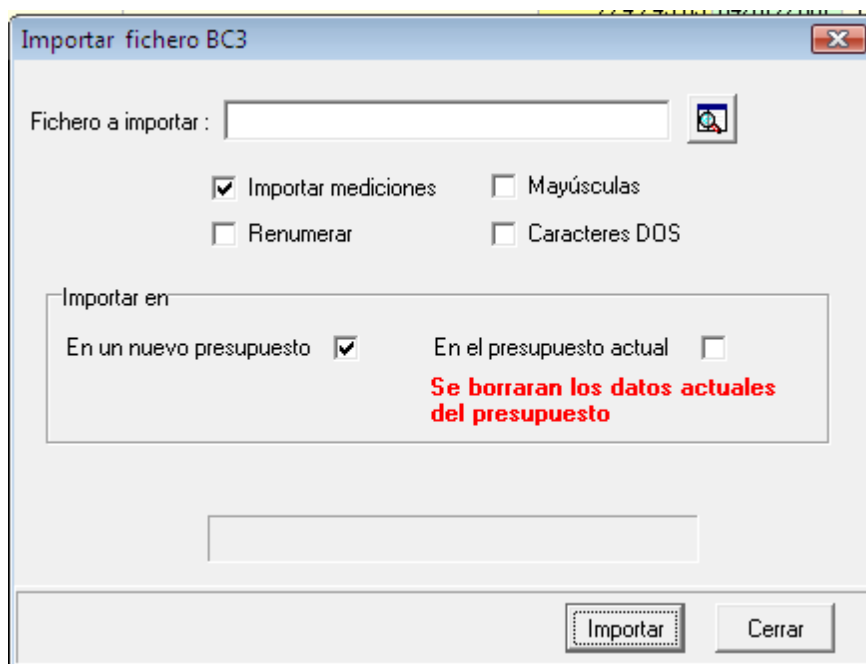 Importar fichero BC3
Fichero a importar :
Importar mediciones
Mayúsculas
Renumerar
Caracteres DOS
Importar en
En un nuevo presupuesto
En el presupuesto actual
Se borraran los datos actuales
del presupuesto
Importar
Cerrar